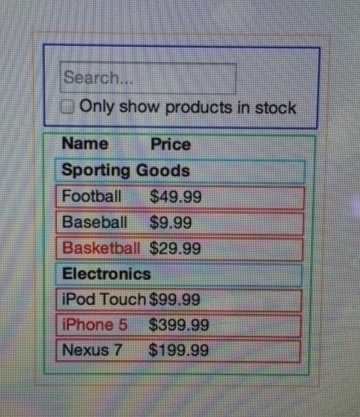 Search...
Only show products in stock
Name Price
Sporting Goods
Football $49.99
Baseball $9.99
Basketball $29.99
Electronics
iPod Touch $99.99
iPhone 5 $399.99
Nexus 7 $199.99